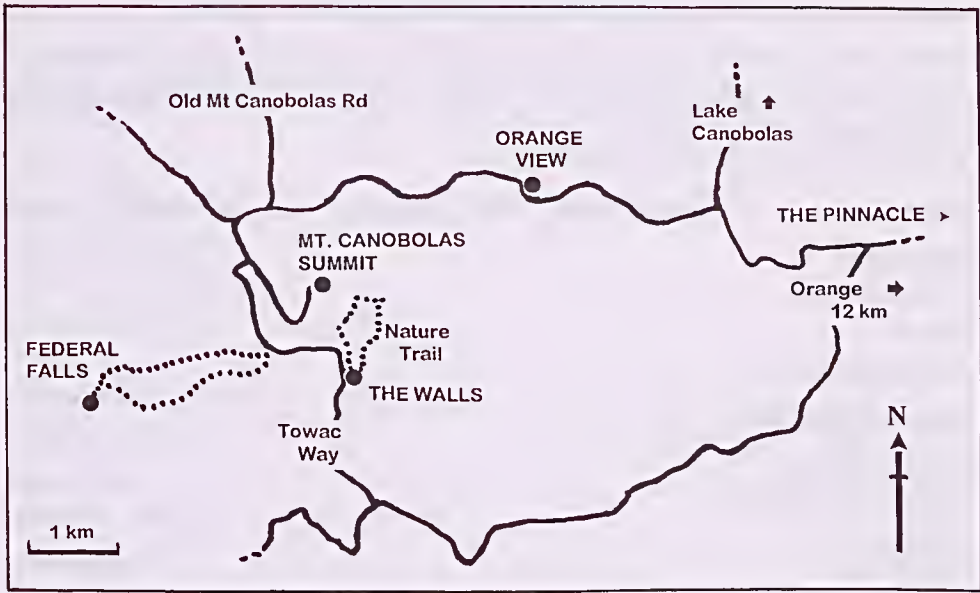 Old Mt Canobolas Rd
Lake
Canobolas
ORANGE
VIEW
THE PINNACLE
MT. CANOBOLAS
SUMMIT
Orange
12 km
Nature
Trail
FEDERAL
FALLS
THE WALLS
Towac
Way
N
1 km